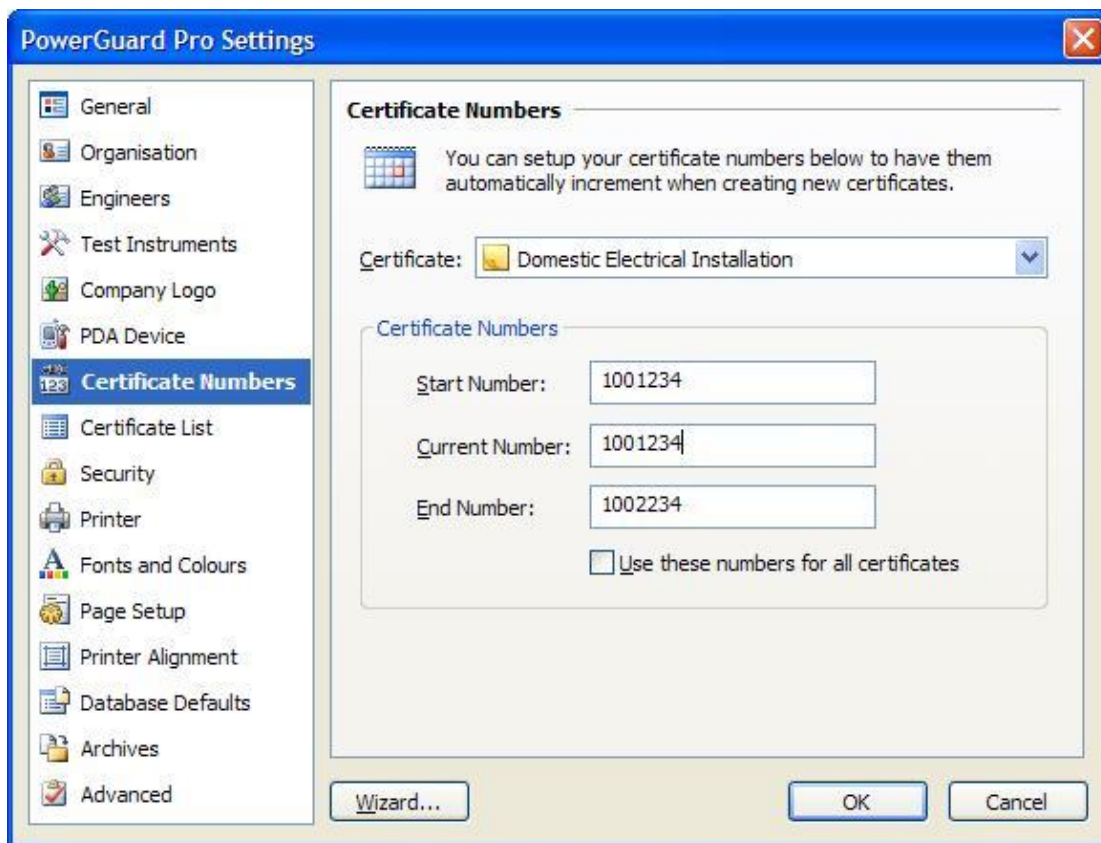 PowerGuard Pro Settings
General
Organisation
Engineers
Test Instruments
Company Logo
PDA Device
123
Certificate Numbers
Certificate List
Security
Printer
Fonts and Colours
Page Setup
Printer Alignment
Database Defaults
Archives
Advanced
Certificate Numbers
You can setup your certificate numbers below to have them
automatically increment when creating new certificates.
Certificate: Domestic Electrical Installation
Certificate Numbers
Start Number: 1001234
Current Number: 1001234
End Number: 1002234
Use these numbers for all certificates
Wizard...
OK
Cancel